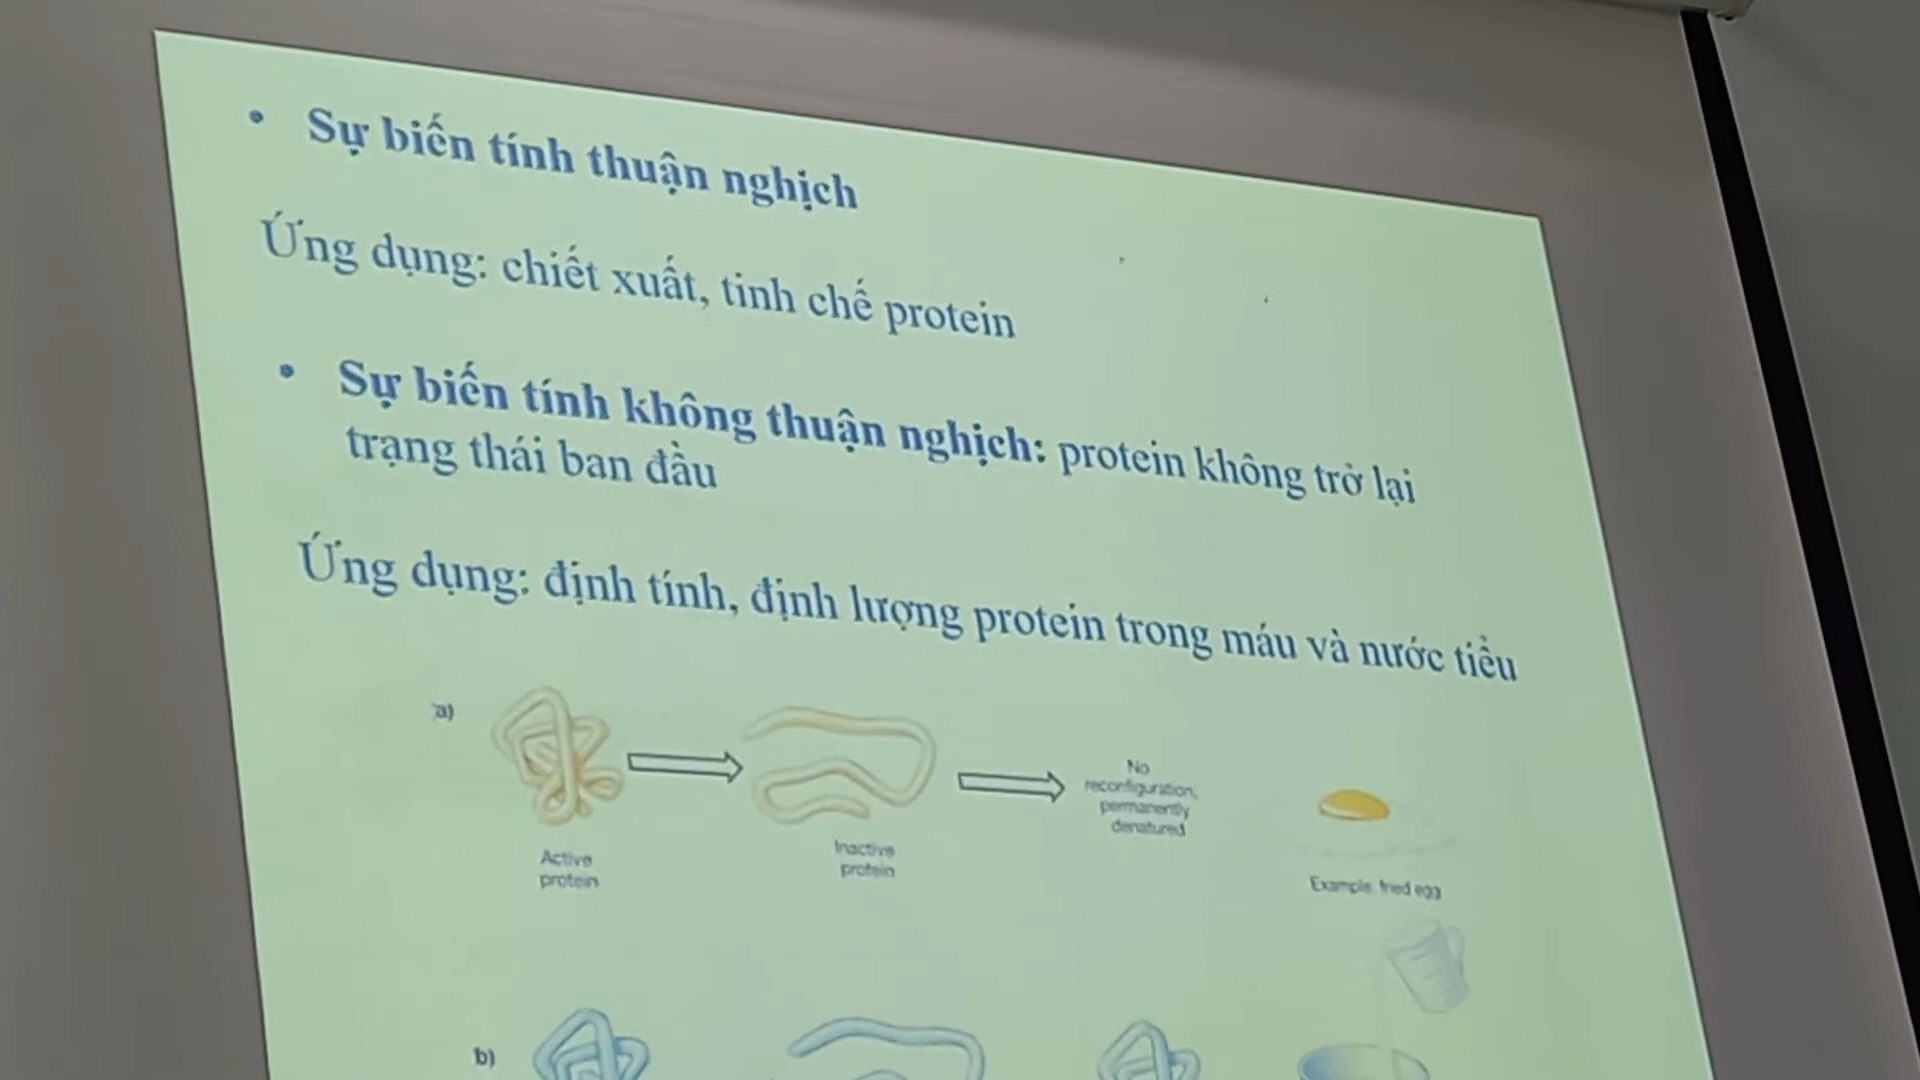 • Sự biến tính thuận nghịch
Ứng dụng: chiết xuất, tinh chế protein
• Sự biến tính không thuận nghịch: protein không trở lại
trạng thái ban đầu
Ứng dụng: định tính, định lượng protein trong máu và nước tiểu
a)
No
reconfiguration;
permanently
denatured
Active
protein
Inactive
protein
Example: fried egg
b)